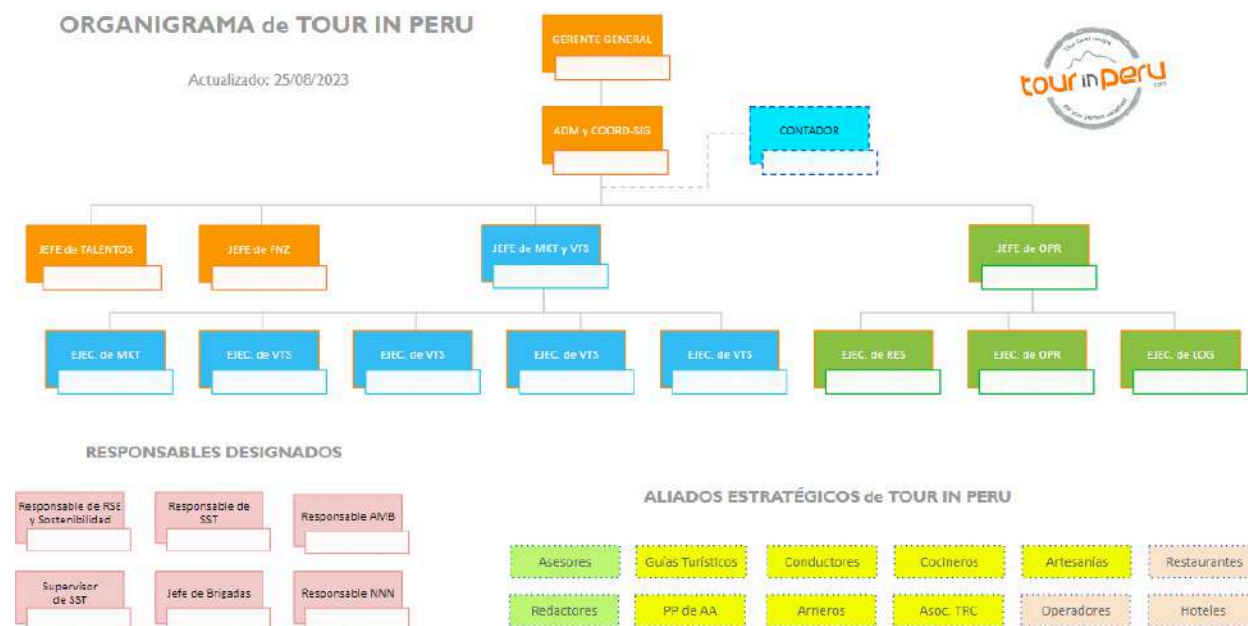 ORGANIGRAMA de TOUR IN PERU
Actualizado: 25/08/2023
GERENTE GENERAL
tour in peru
ADM y COORD-SIG
CONTADOR
JEFE de TALENTOS
JEFE de FNZ
JEFE de MKT y VTS
JEFE de OPR
EJEC. de MKT
EJEC. de VTS
EJEC. de VTS
EJEC. de VTS
EJEC. de VTS
EJEC. de RES
EJEC. de OPR
EJEC. de LOG
RESPONSABLES DESIGNADOS
Responsable de RSE
y Sostenibilidad
Responsable de
SST
Responsable AMB
Supervisor
de SST
Jefe de Brigadas
Responsable NNN
ALIADOS ESTRATÉGICOS de TOUR IN PERU
Asesores
Guías Turísticos
Conductores
Cocineros
Artesanías
Restaurantes
Redactores
PP de AA
Arrieros
Asoc. TRC
Operadores
Hoteles